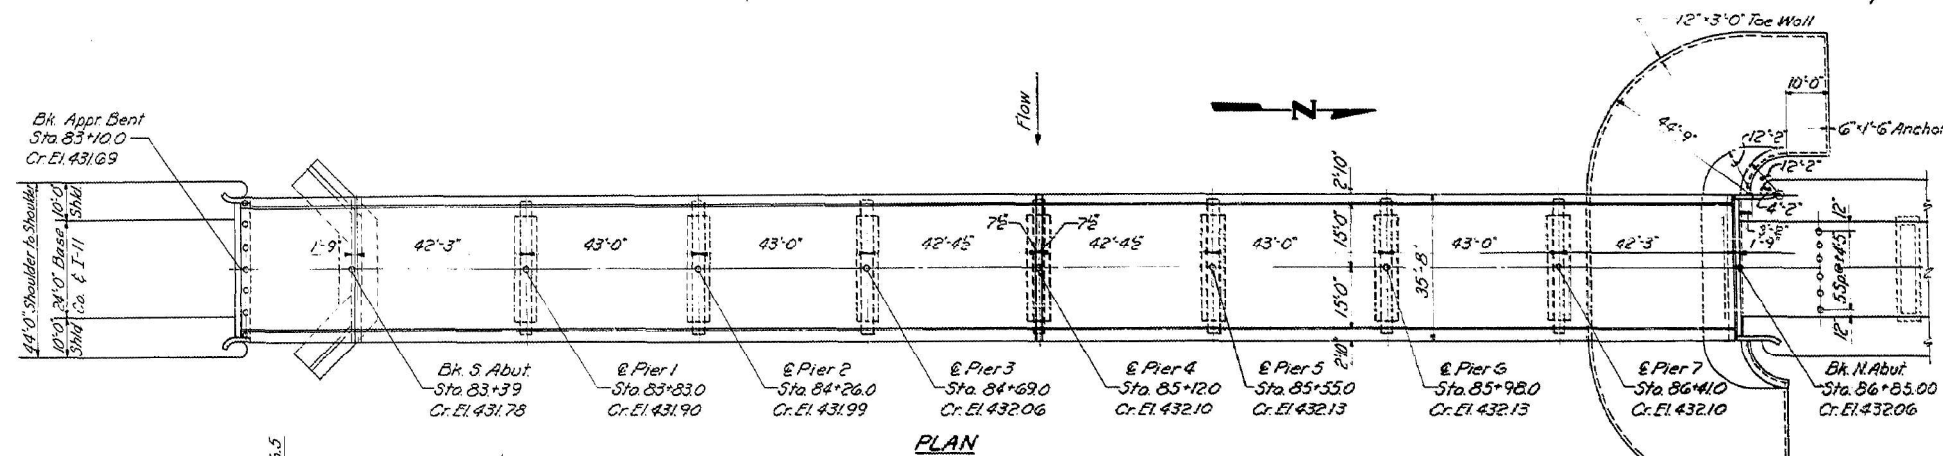 12"×3'-0" Toe Wall
10'-0"
Flow
N
Bk. Appr. Bent
Sta. 83+10.0
Cr. El. 431.69
44'-9"
6"×1'-6" Anchor
12'-2"
12'-2"
2'-10"
44'-0" Shoulder to Shoulder
10'-0" Shld.
24'-0" Base
Co. ℄ I-11
10'-0" Shld
1'-9"
42'-3"
43'-0"
43'-0"
42'-4½"
7½"
7½"
42'-4½"
43'-0"
15'-0"
15'-0"
35'-8"
43'-0"
42'-3"
4'-2"
1'-9"
12"
5 Sp@4'-5"
12"
2'-10"
Bk. S. Abut.
Sta. 83+39
Cr. El. 431.78
℄ Pier 1
Sta. 83+83.0
Cr. El. 431.90
℄ Pier 2
Sta. 84+26.0
Cr. El. 431.99
℄ Pier 3
Sta. 84+69.0
Cr. El. 432.06
℄ Pier 4
Sta. 85+12.0
Cr. El. 432.10
℄ Pier 5
Sta. 85+55.0
Cr. El. 432.13
℄ Pier 6
Sta. 85+98.0
Cr. El. 432.13
℄ Pier 7
Sta. 86+41.0
Cr. El. 432.10
Bk. N. Abut.
Sta. 86+85.00
Cr. El. 432.06
PLAN